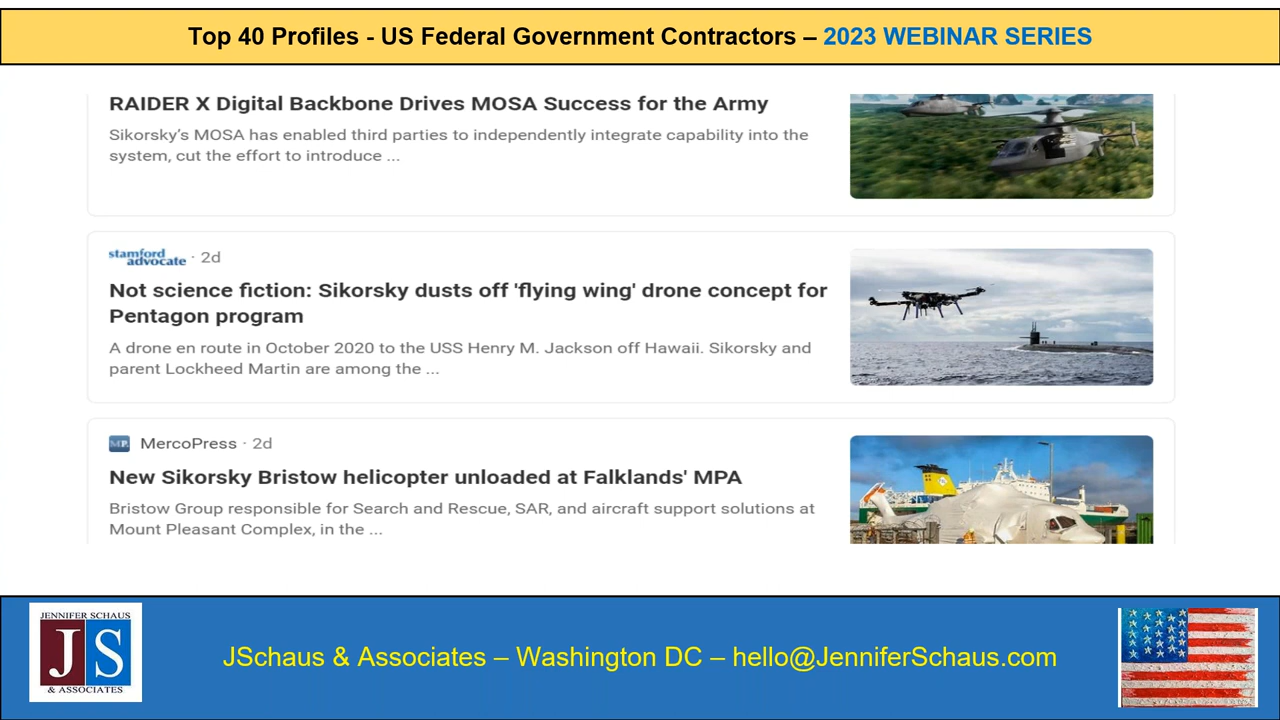 Top 40 Profiles - US Federal Government Contractors – 2023 WEBINAR SERIES
RAIDER X Digital Backbone Drives MOSA Success for the Army
Sikorsky's MOSA has enabled third parties to independently integrate capability into the
system, cut the effort to introduce ...
stamford
advocate · 2d
Not science fiction: Sikorsky dusts off 'flying wing' drone concept for
Pentagon program
A drone en route in October 2020 to the USS Henry M. Jackson off Hawaii. Sikorsky and
parent Lockheed Martin are among the ...
MP. MercoPress · 2d
New Sikorsky Bristow helicopter unloaded at Falklands' MPA
Bristow Group responsible for Search and Rescue, SAR, and aircraft support solutions at
Mount Pleasant Complex, in the ...
JENNIFER SCHAUS
JS
& ASSOCIATES
JSchaus & Associates – Washington DC – hello@JenniferSchaus.com